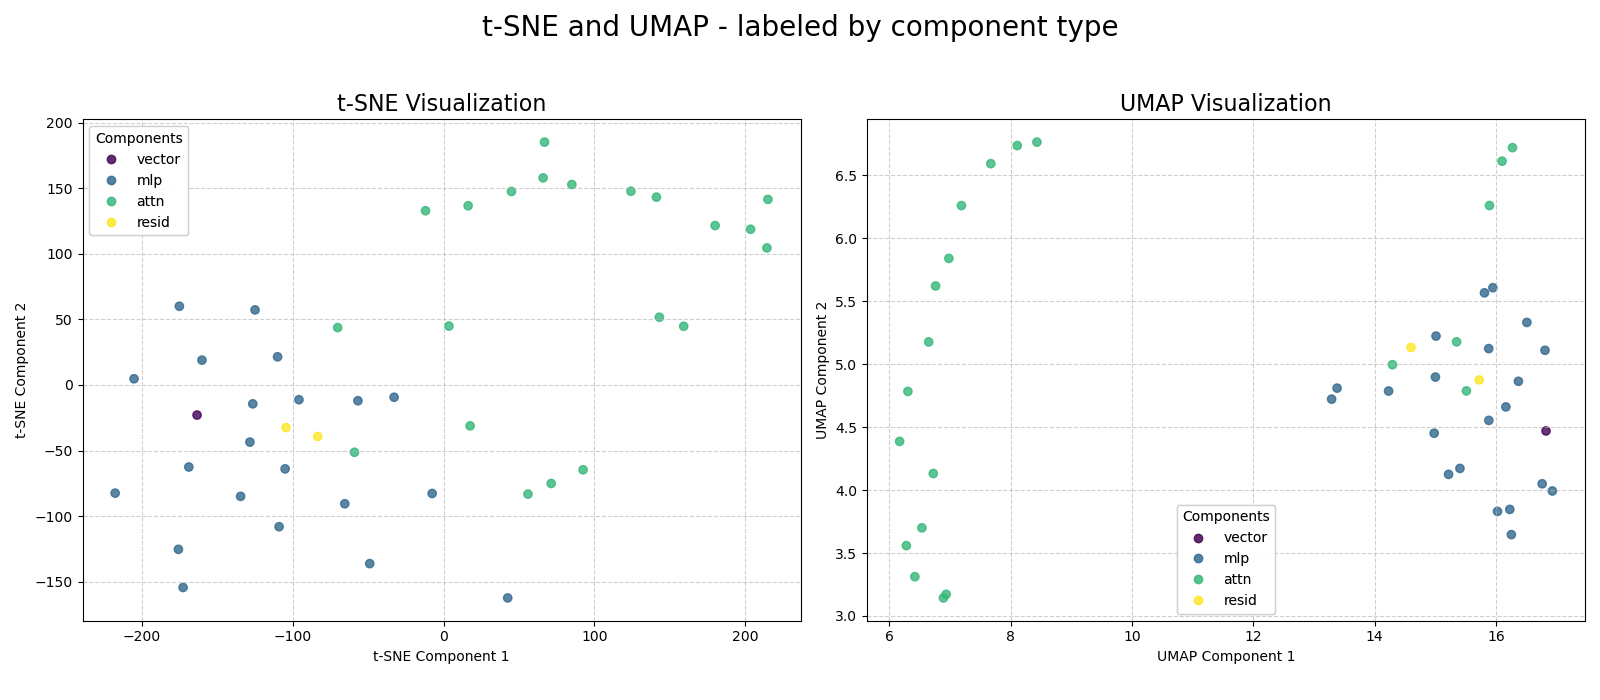 t-SNE and UMAP - labeled by component type
t-SNE Visualization
Components
vector
mlp
attn
resid
200
150
100
50
0
−50
−100
−150
−200
−100
0
100
200
t-SNE Component 2
t-SNE Component 1
UMAP Visualization
6.5
6.0
5.5
5.0
4.5
4.0
3.5
3.0
6
8
10
12
14
16
UMAP Component 2
UMAP Component 1
Components
vector
mlp
attn
resid